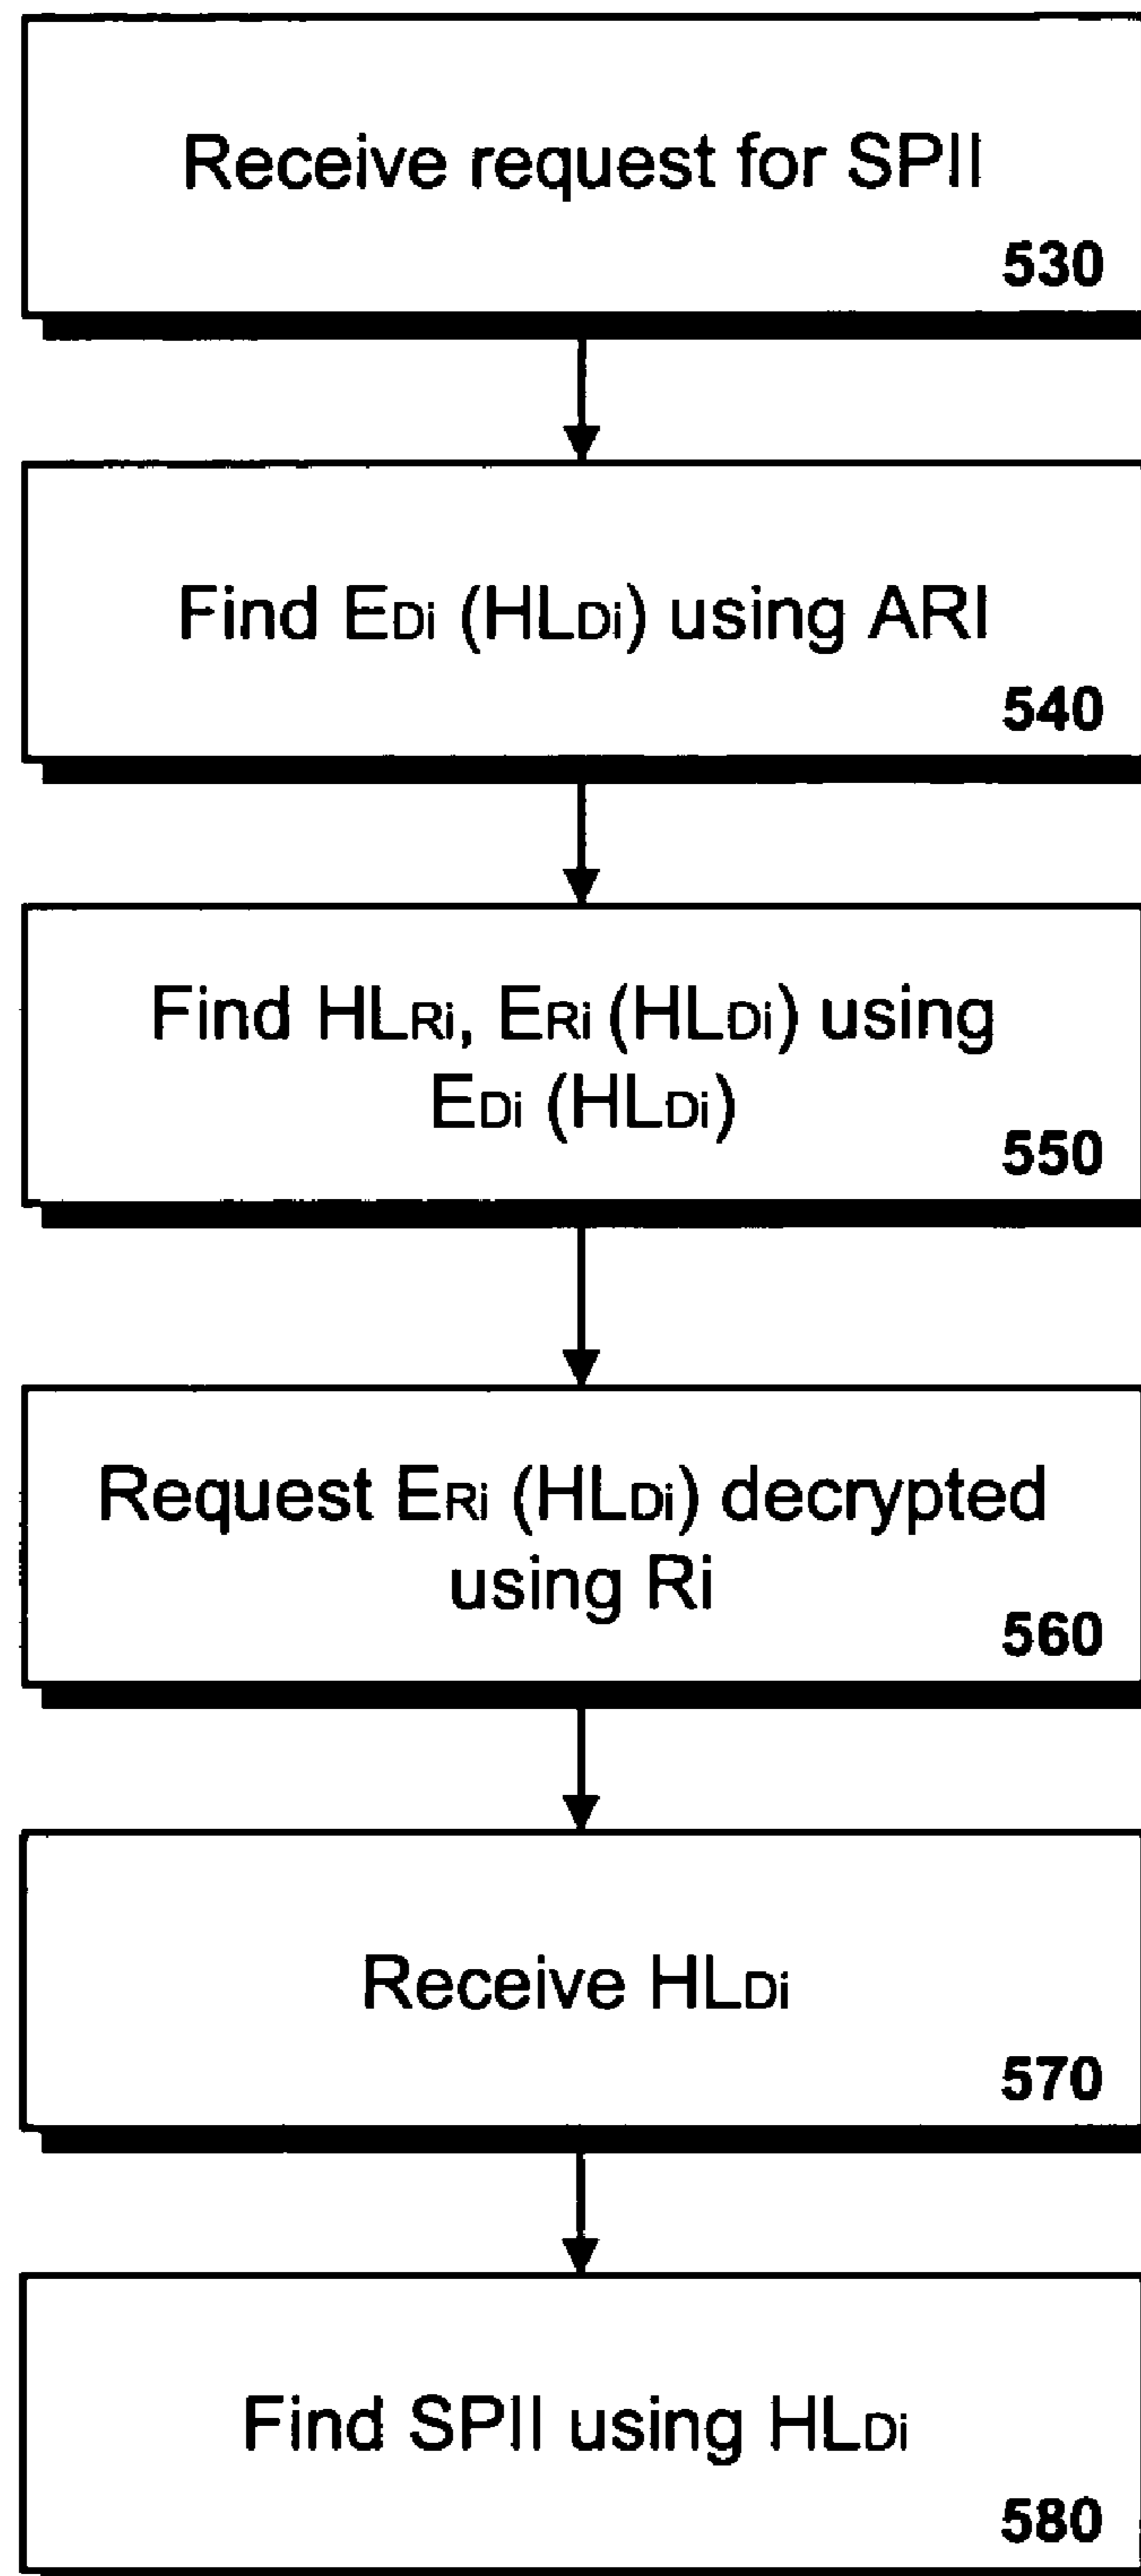 Receive request for SPII
530
Find EDi (HLDi) using ARI
540
Find HLRi, ERi (HLDi) using
EDi (HLDi)
550
Request ERi (HLDi) decrypted
using Ri
560
Receive HLDi
570
Find SPII using HLDi
580